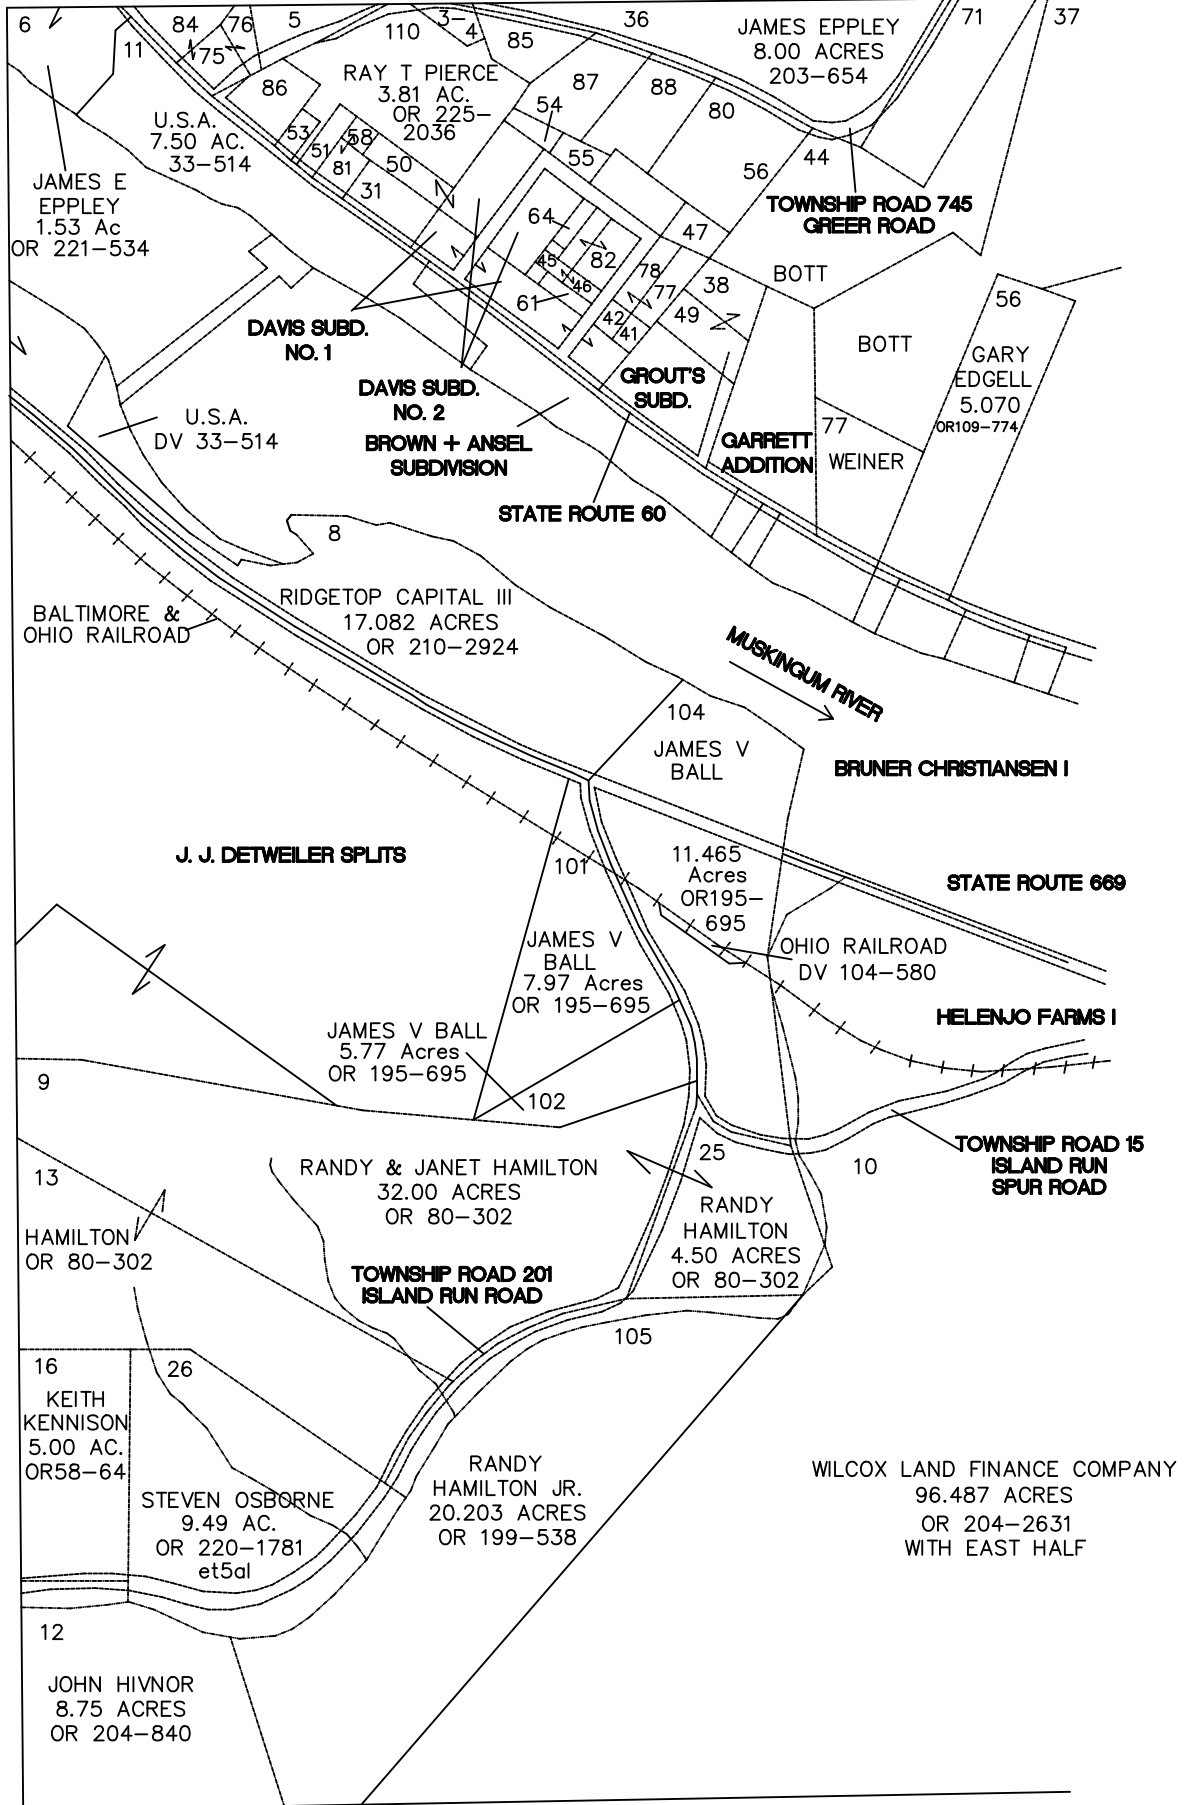 6
11
84
76
75
5
110
3-
4
85
36
JAMES EPPLEY
8.00 ACRES
203-654
71
37
86
RAY T PIERCE
3.81 AC.
OR 225-
2036
87
88
80
54
U.S.A.
7.50 AC.
33-514
53
51
58
81
50
31
55
56
44
JAMES E
EPPLEY
1.53 Ac
OR 221-534
TOWNSHIP ROAD 745
GREER ROAD
64
47
45
82
46
78
77
61
42
41
38
49
BOTT
BOTT
56
GARY
EDGELL
5.070
OR109-774
DAVIS SUBD.
NO. 1
DAVIS SUBD.
NO. 2
GROUT'S
SUBD.
BROWN + ANSEL
SUBDIVISION
GARRETT
ADDITION
77
WEINER
U.S.A.
DV 33-514
STATE ROUTE 60
8
RIDGETOP CAPITAL III
17.082 ACRES
OR 210-2924
BALTIMORE &
OHIO RAILROAD
MUSKINGUM RIVER
104
JAMES V
BALL
BRUNER CHRISTIANSEN I
J. J. DETWEILER SPLITS
101
11.465
Acres
OR195-
695
STATE ROUTE 669
JAMES V
BALL
7.97 Acres
OR 195-695
OHIO RAILROAD
DV 104-580
HELENJO FARMS I
JAMES V BALL
5.77 Acres
OR 195-695
9
102
25
10
TOWNSHIP ROAD 15
ISLAND RUN
SPUR ROAD
13
RANDY & JANET HAMILTON
32.00 ACRES
OR 80-302
RANDY
HAMILTON
4.50 ACRES
OR 80-302
HAMILTON
OR 80-302
TOWNSHIP ROAD 201
ISLAND RUN ROAD
105
16
26
KEITH
KENNISON
5.00 AC.
OR58-64
STEVEN OSBORNE
9.49 AC.
OR 220-1781
et5al
RANDY
HAMILTON JR.
20.203 ACRES
OR 199-538
WILCOX LAND FINANCE COMPANY
96.487 ACRES
OR 204-2631
WITH EAST HALF
12
JOHN HIVNOR
8.75 ACRES
OR 204-840